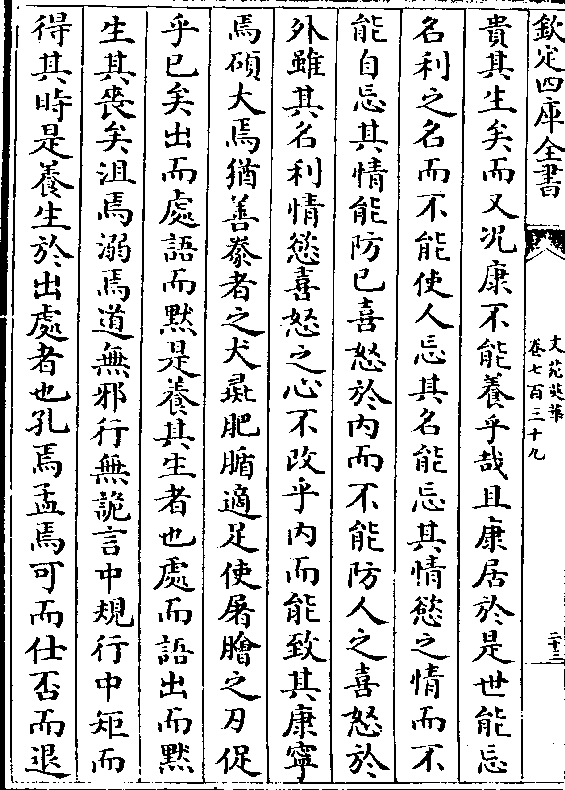 欽定四庫全書
文苑英華
卷七百三十九
二十三
貴其生矣而又况康不能養乎哉且康居於是世能忘
名利之名而不能使人忘其名能忘其情慾之情而不
能自忘其情能防已喜怒於内而不能防人之喜怒於
外雖其名利情慾喜怒之心不改乎内而能致其康寧
焉碩大焉猶善豢者之犬彘肥腯適足使屠膾之刃促
乎已矣出而處語而黙是養其生者也處而語出而黙
生其喪矣沮焉溺焉道無邪行無詭言中規行中矩而
得其時是養生於出處者也孔焉孟焉可而仕否而退